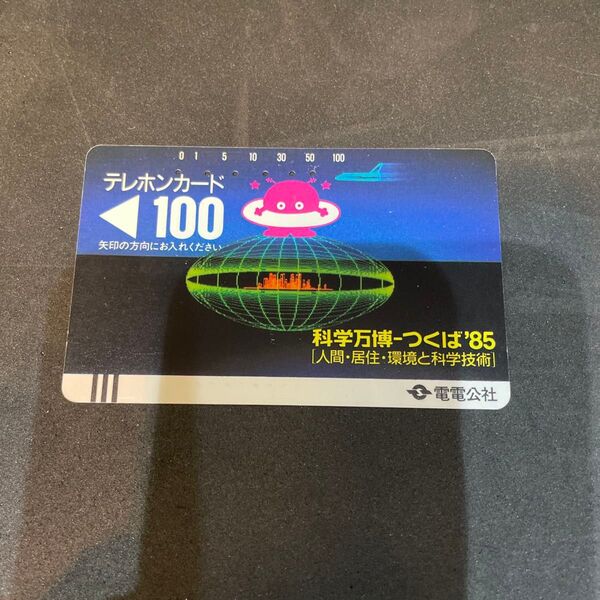 0 1 5 10 30 50 100
テレホンカード
100
矢印の方向にお入れください
科学万博-つくば'85
[人間・居住・環境と科学技術]
電電公社